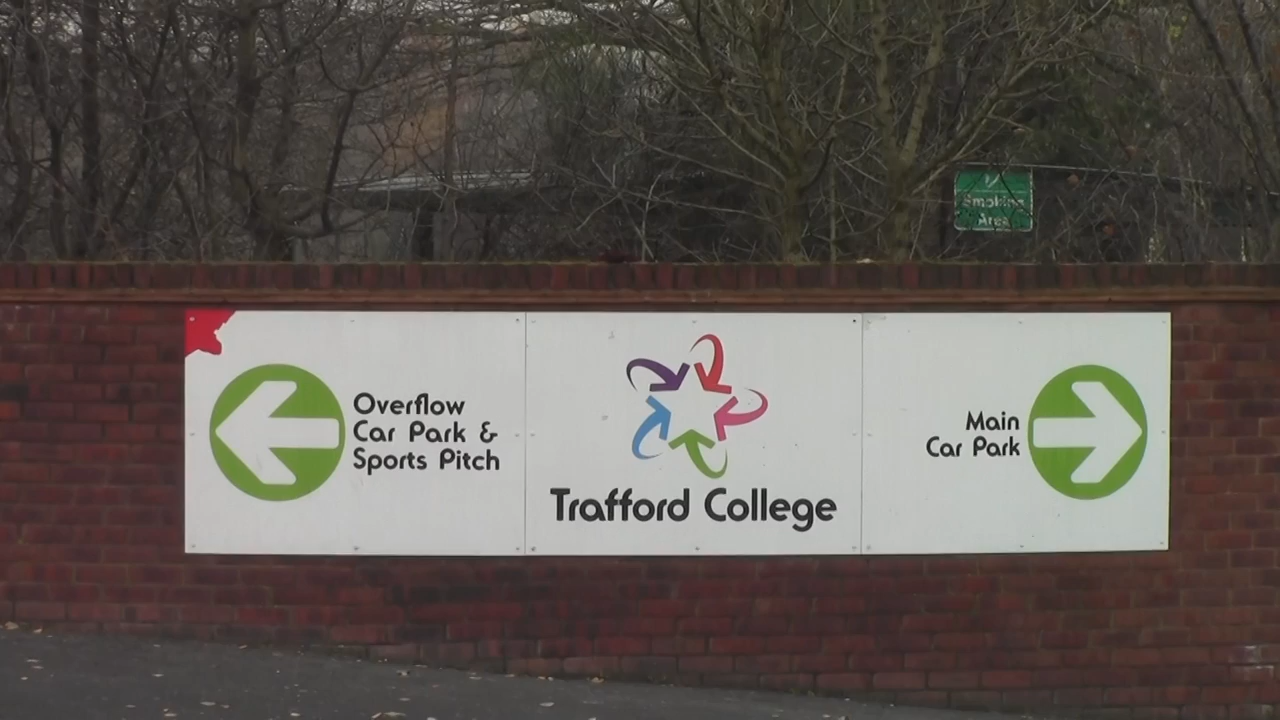 Smoking
Area
Overflow
Car Park &
Sports Pitch
Trafford College
Main
Car Park